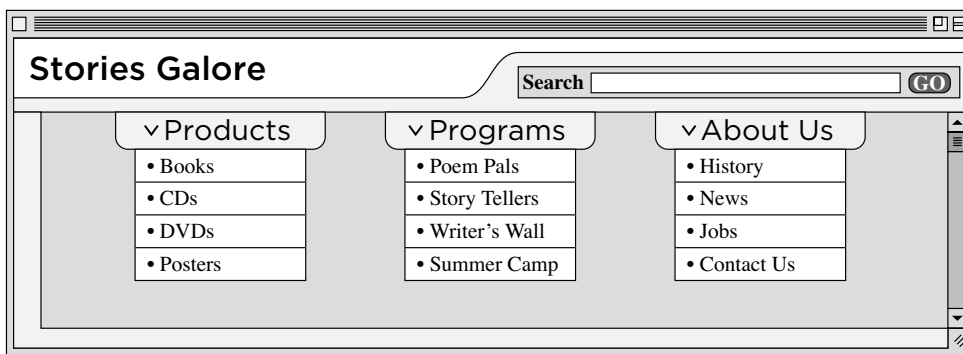 Stories Galore
Search GO
Products
• Books
• CDs
• DVDs
• Posters
Programs
• Poem Pals
• Story Tellers
• Writer’s Wall
• Summer Camp
About Us
• History
• News
• Jobs
• Contact Us